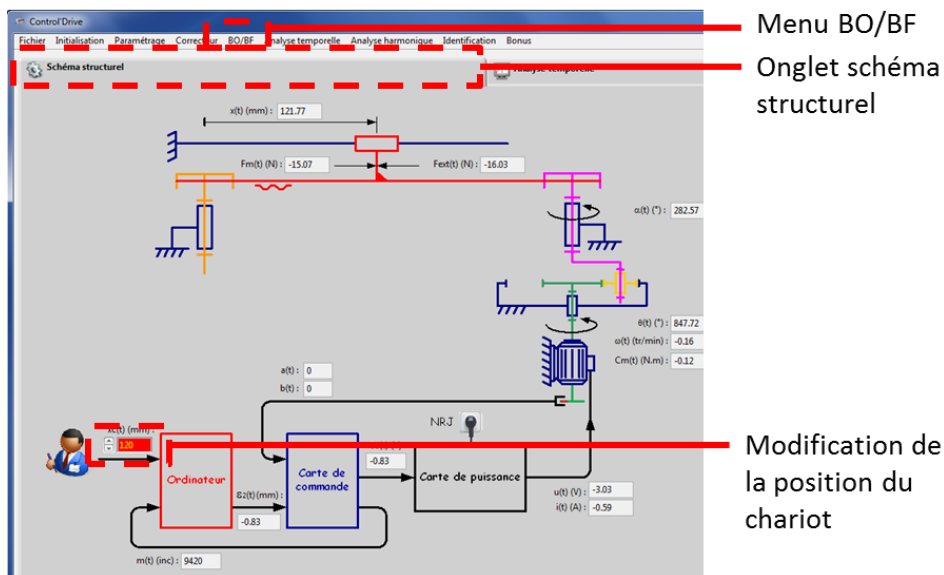 Control'Drive
Menu BO/BF
Fichier Initialisation Paramétrage Correcteur BO/BF Analyse temporelle Analyse harmonique Identification Bonus
Schéma structurel
Analyse temporelle
Onglet schéma
structurel
x(t) (mm) : 121.77
Fm(t) (N) : -15.07
Fext(t) (N) : -16.03
α(t) (°) : 282.57
θ(t) (°) : 847.72
ω(t) (tr/min) : -0.16
Cm(t) (N.m) : -0.12
a(t) : 0
b(t) : 0
NRJ
xc(t) (mm) :
120
Ordinateur
ε2(t)(mm) :
-0.83
Carte de
commande
-0.83
Carte de puissance
u(t) (V) : -3.03
i(t) (A) : -0.59
m(t) (inc) : 9420
Modification de
la position du
chariot